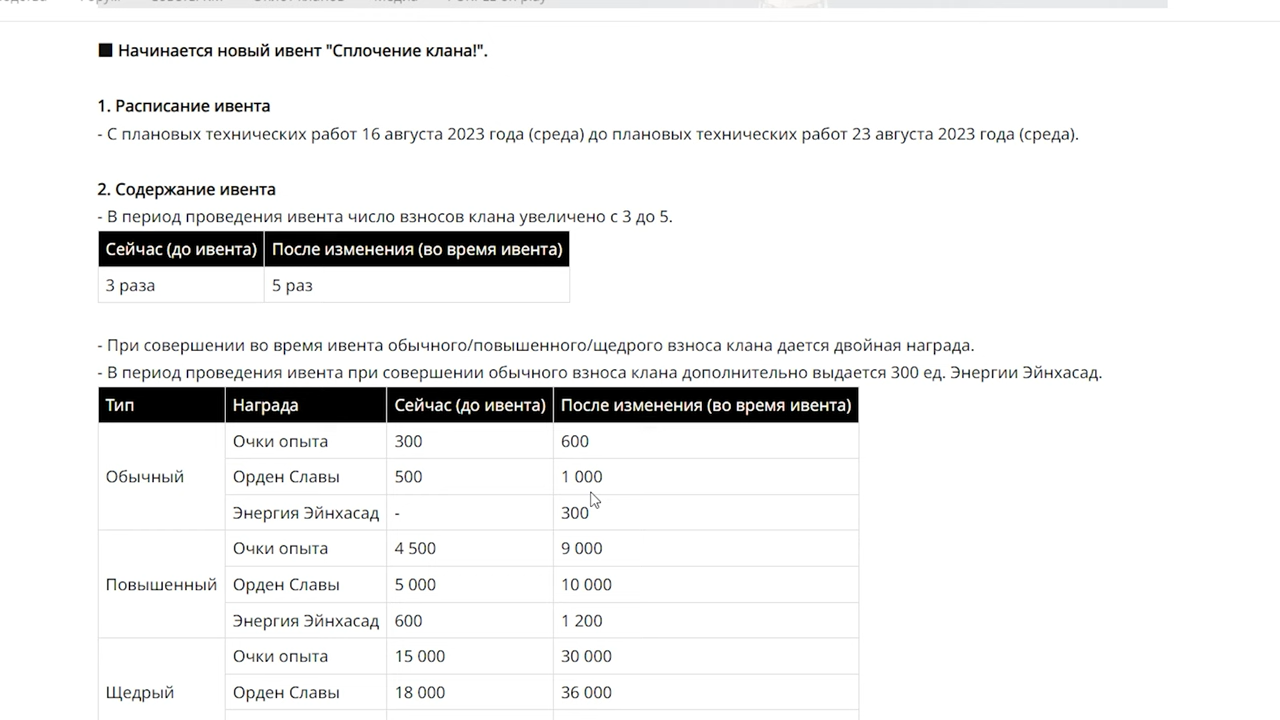 ■ Начинается новый ивент "Сплочение клана!".
1. Расписание ивента
- С плановых технических работ 16 августа 2023 года (среда) до плановых технических работ 23 августа 2023 года (среда).
2. Содержание ивента
- В период проведения ивента число взносов клана увеличено с 3 до 5.
Сейчас (до ивента) После изменения (во время ивента)
3 раза 5 раз
- При совершении во время ивента обычного/повышенного/щедрого взноса клана дается двойная награда.
- В период проведения ивента при совершении обычного взноса клана дополнительно выдается 300 ед. Энергии Эйнхасад.
Тип Награда Сейчас (до ивента) После изменения (во время ивента)
Очки опыта 300 600
Обычный Орден Славы 500 1 000
Энергия Эйнхасад - 300
Очки опыта 4 500 9 000
Повышенный Орден Славы 5 000 10 000
Энергия Эйнхасад 600 1 200
Очки опыта 15 000 30 000
Щедрый Орден Славы 18 000 36 000